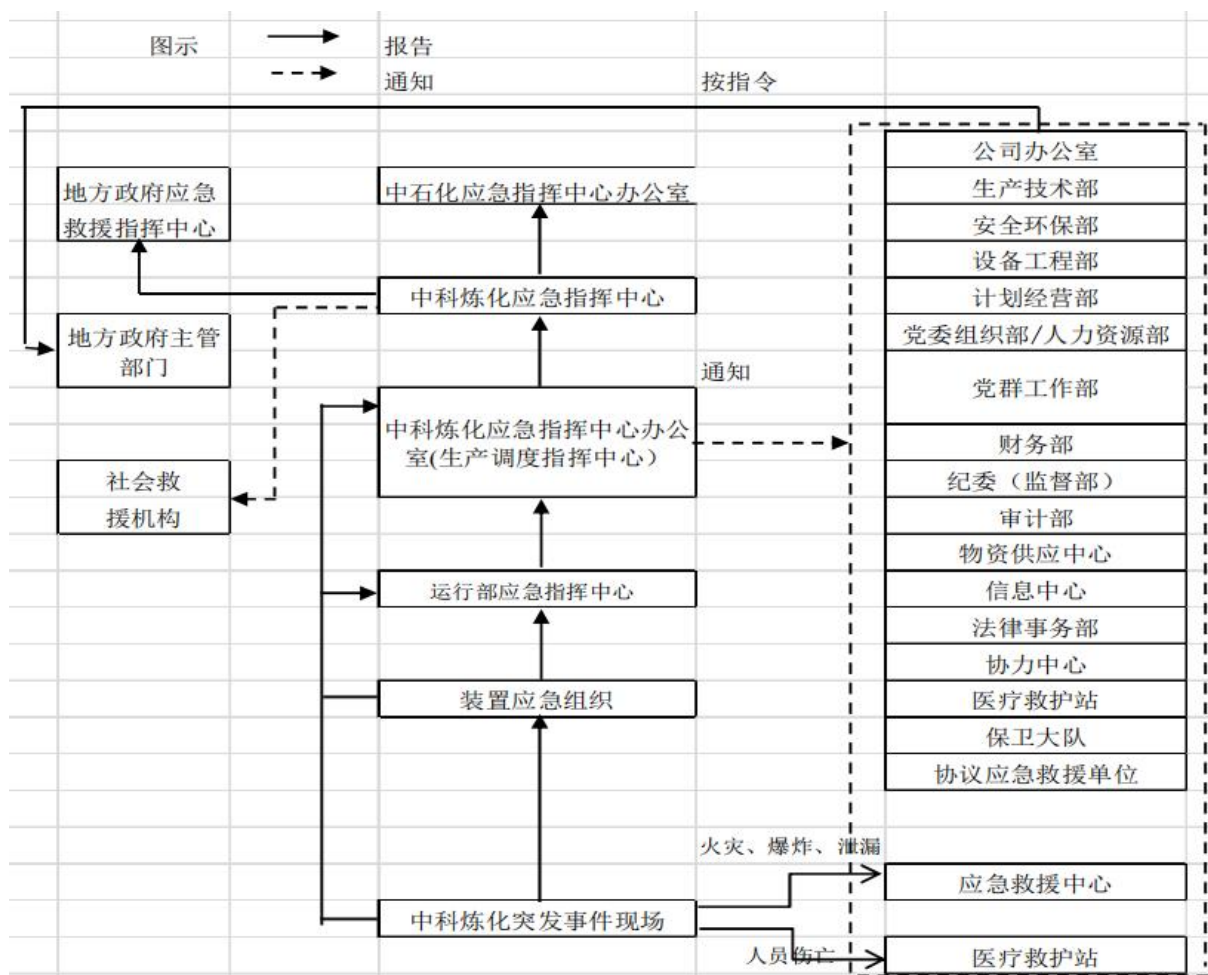 图示
报告
通知
按指令
公司办公室
地方政府应急
救援指挥中心
中石化应急指挥中心办公室
生产技术部
安全环保部
设备工程部
中科炼化应急指挥中心
计划经营部
地方政府主管
部门
党委组织部/人力资源部
通知
党群工作部
中科炼化应急指挥中心办公
室(生产调度指挥中心）
财务部
社会救
援机构
纪委（监督部）
审计部
物资供应中心
运行部应急指挥中心
信息中心
法律事务部
协力中心
装置应急组织
医疗救护站
保卫大队
协议应急救援单位
火灾、爆炸、泄漏
应急救援中心
中科炼化突发事件现场
人员伤亡
医疗救护站